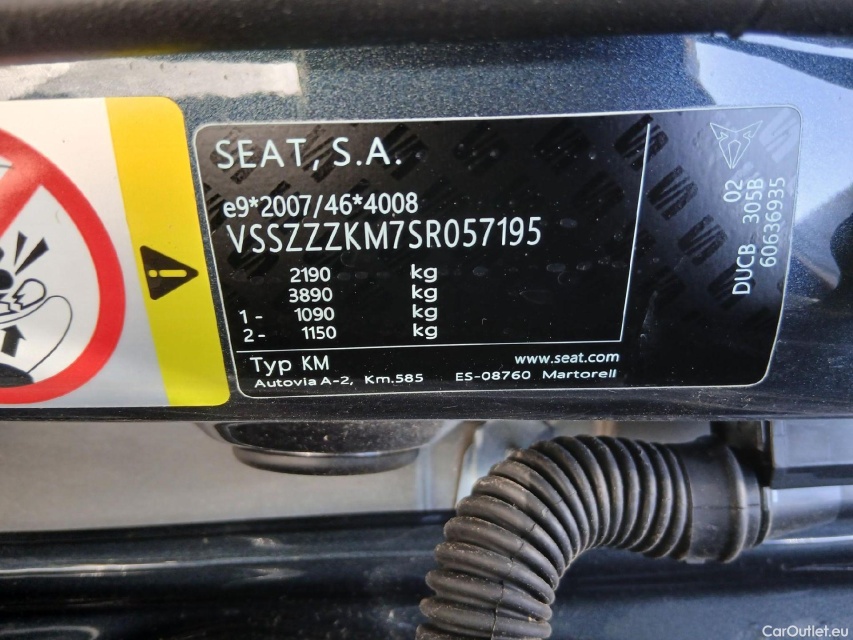 SEAT, S.A.
e9*2007/46*4008
VSSZZZKM7SR057195
2190 kg
3890 kg
1 - 1090 kg
2 - 1150 kg
Typ KM
www.seat.com
Autovia A-2, Km.585 ES-08760 Martorell
02
DUCB 305B
60636935
CarOutlet.eu